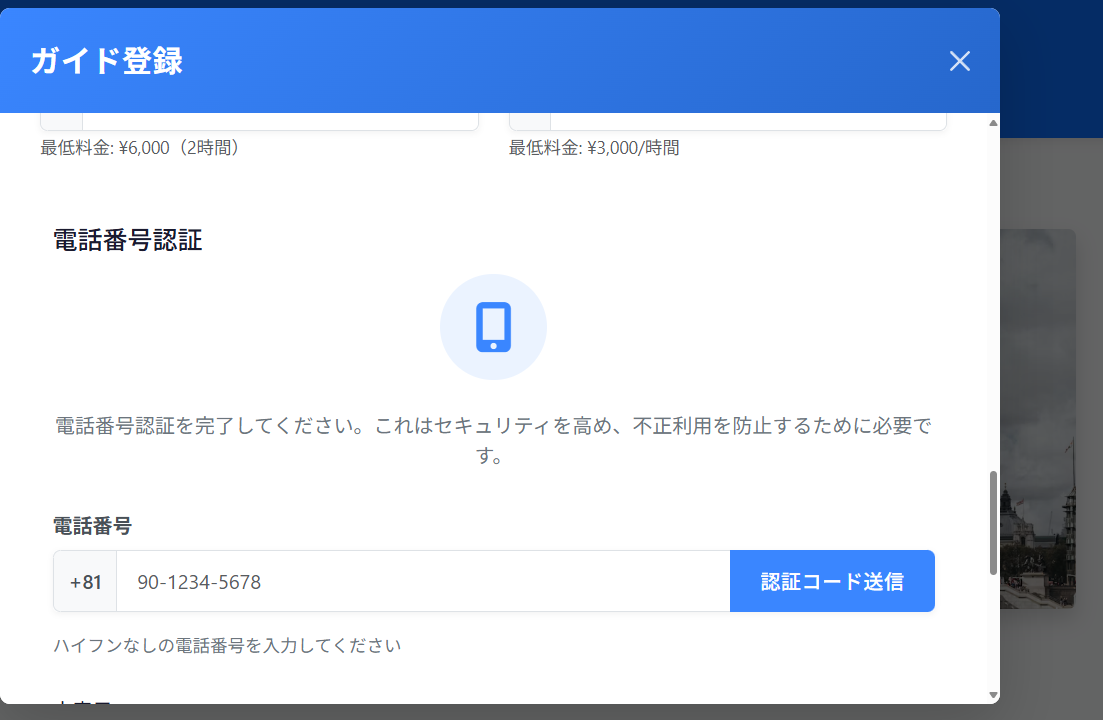 ガイド登録
最低料金: ¥6,000（2時間）
最低料金: ¥3,000/時間
電話番号認証
電話番号認証を完了してください。これはセキュリティを高め、不正利用を防止するために必要で
す。
電話番号
+81
90-1234-5678
認証コード送信
ハイフンなしの電話番号を入力してください